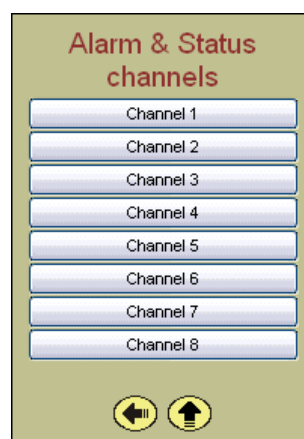 Alarm & Status
channels
Channel 1
Channel 2
Channel 3
Channel 4
Channel 5
Channel 6
Channel 7
Channel 8